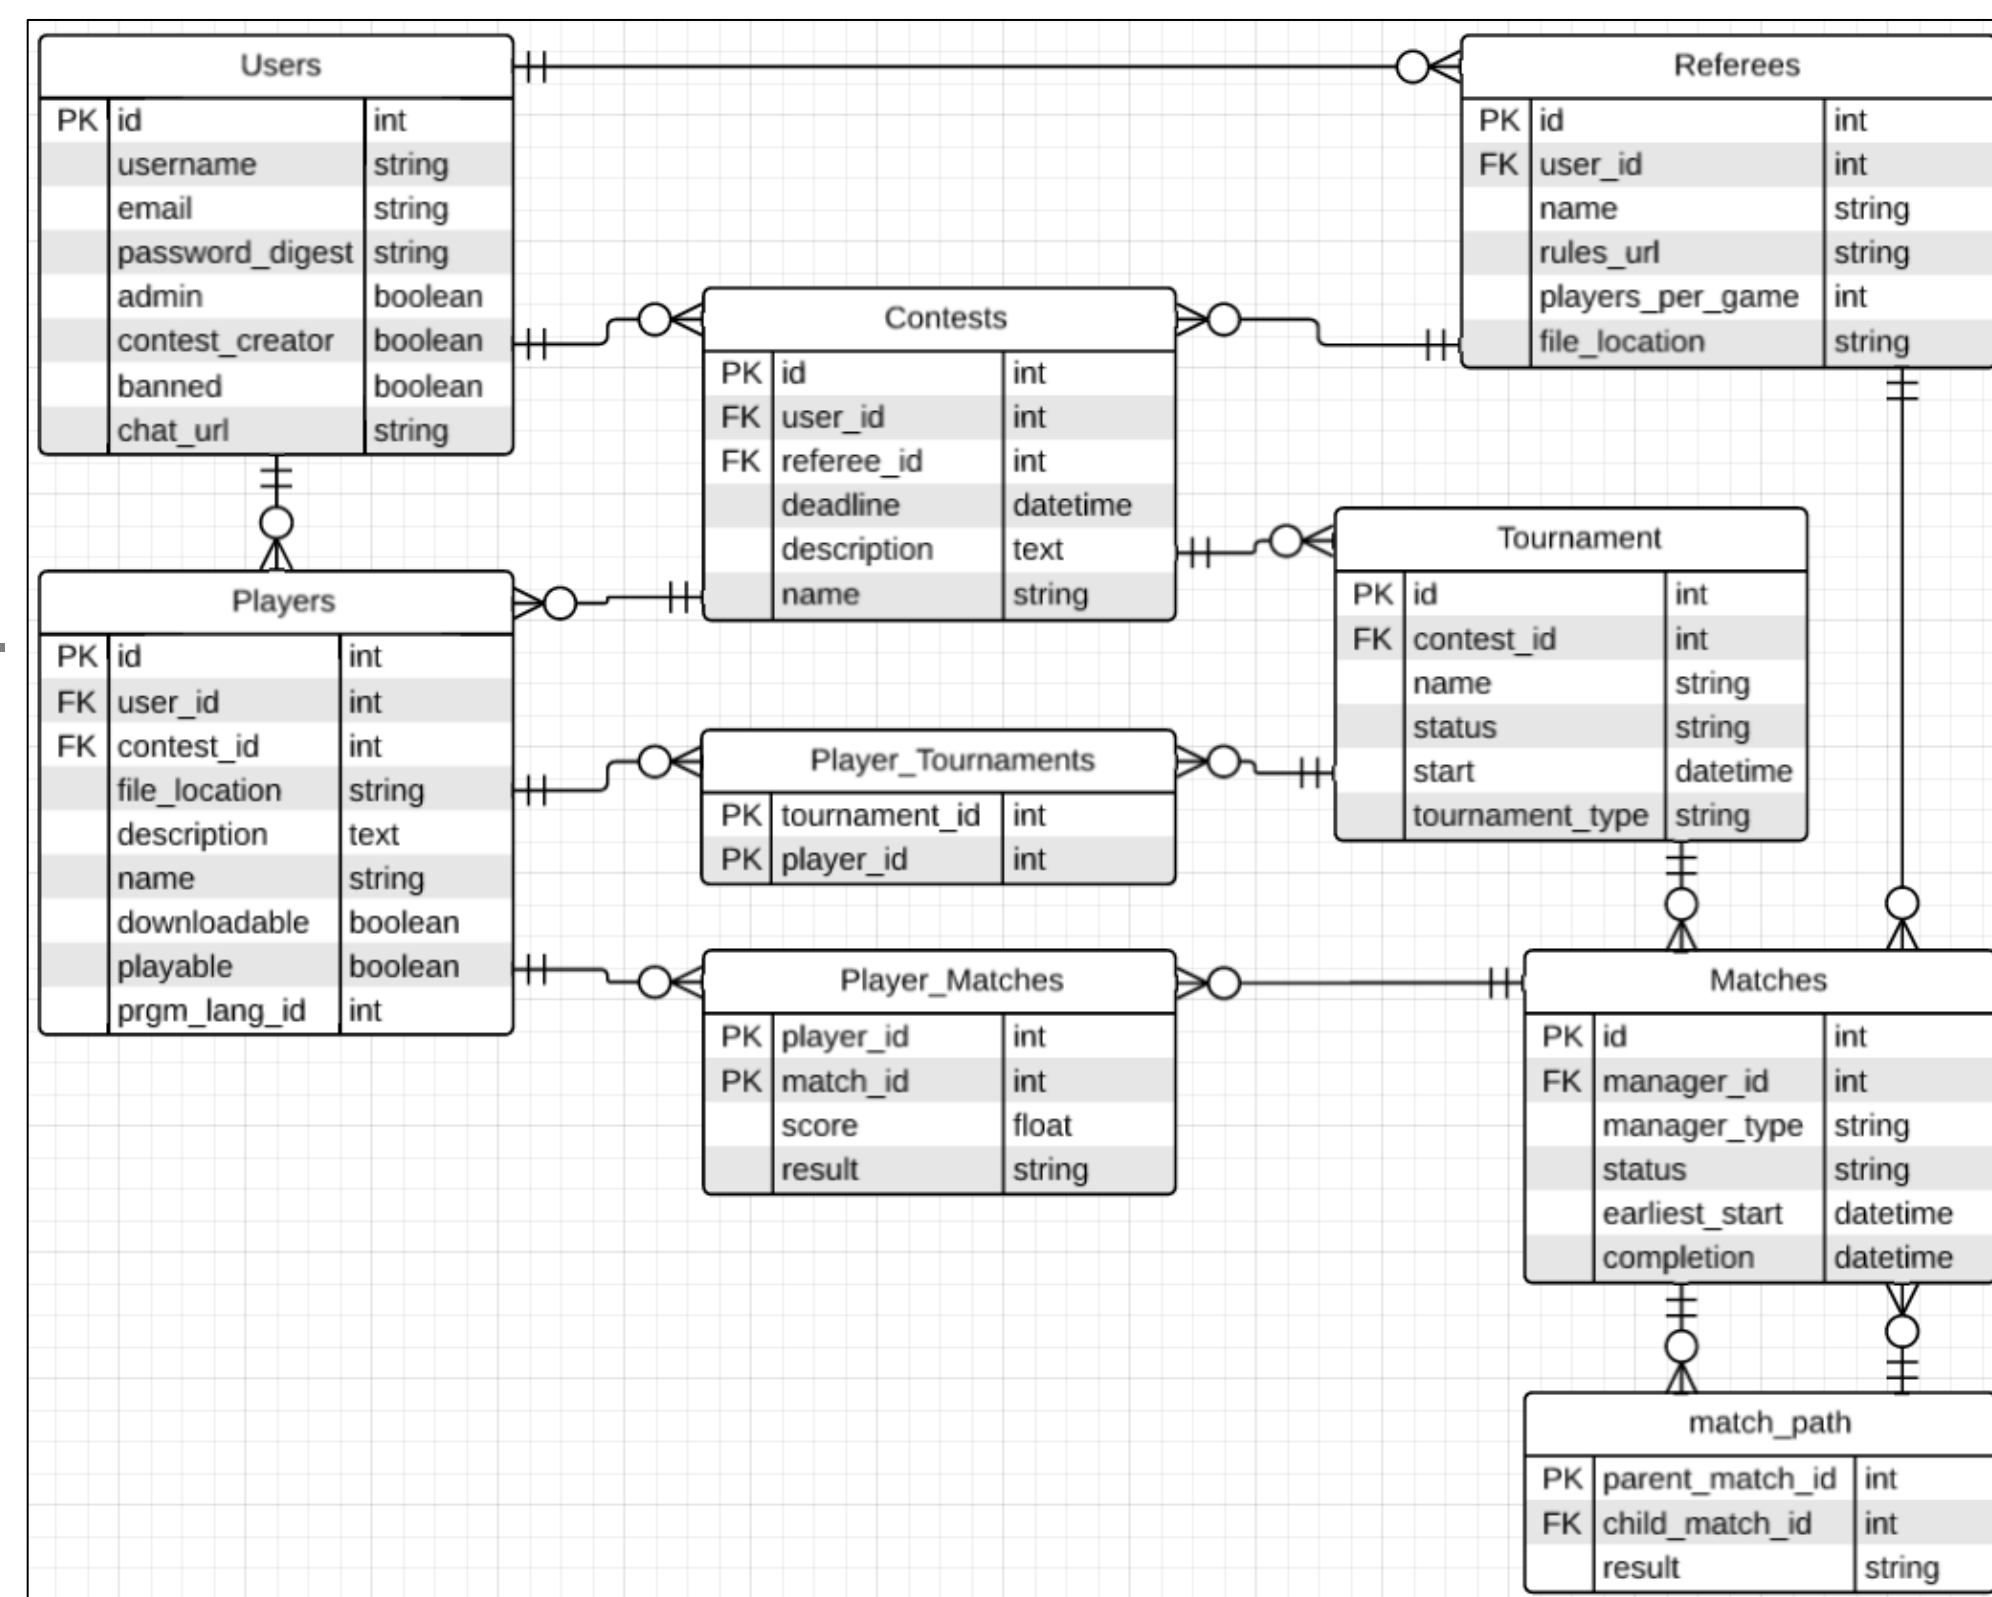 Users
PK id int
username string
email string
password_digest string
admin boolean
contest_creator boolean
banned boolean
chat_url string
Referees
PK id int
FK user_id int
name string
rules_url string
players_per_game int
file_location string
Contests
PK id int
FK user_id int
FK referee_id int
deadline datetime
description text
name string
Tournament
PK id int
FK contest_id int
name string
status string
start datetime
tournament_type string
Players
PK id int
FK user_id int
FK contest_id int
file_location string
description text
name string
downloadable boolean
playable boolean
prgm_lang_id int
Player_Tournaments
PK tournament_id int
PK player_id int
Player_Matches
PK player_id int
PK match_id int
score float
result string
Matches
PK id int
FK manager_id int
manager_type string
status string
earliest_start datetime
completion datetime
match_path
PK parent_match_id int
FK child_match_id int
result string